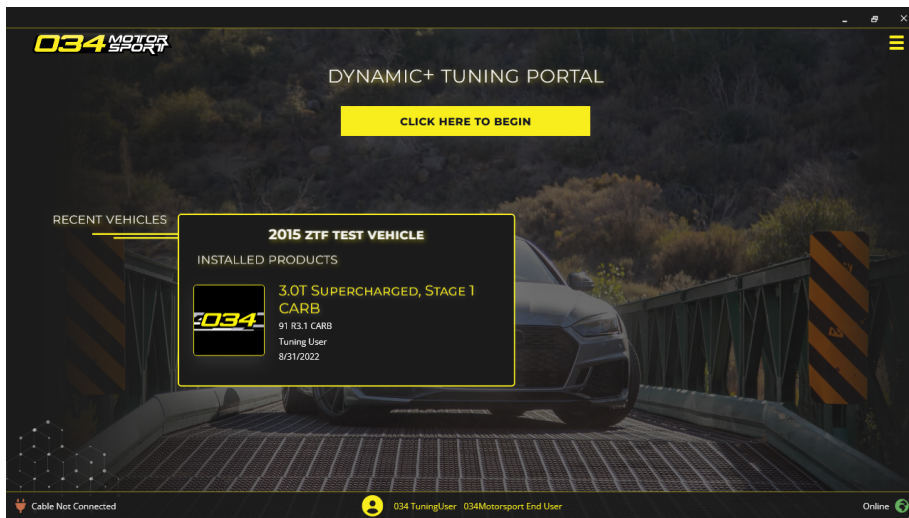 034 MOTOR
SPORT
DYNAMIC+ TUNING PORTAL
CLICK HERE TO BEGIN
RECENT VEHICLES
2015 ZTF TEST VEHICLE
INSTALLED PRODUCTS
034
3.0T SUPERCHARGED, STAGE 1
CARB
91 R3.1 CARB
Tuning User
8/31/2022
Cable Not Connected
034 TuningUser 034Motorsport End User
Online